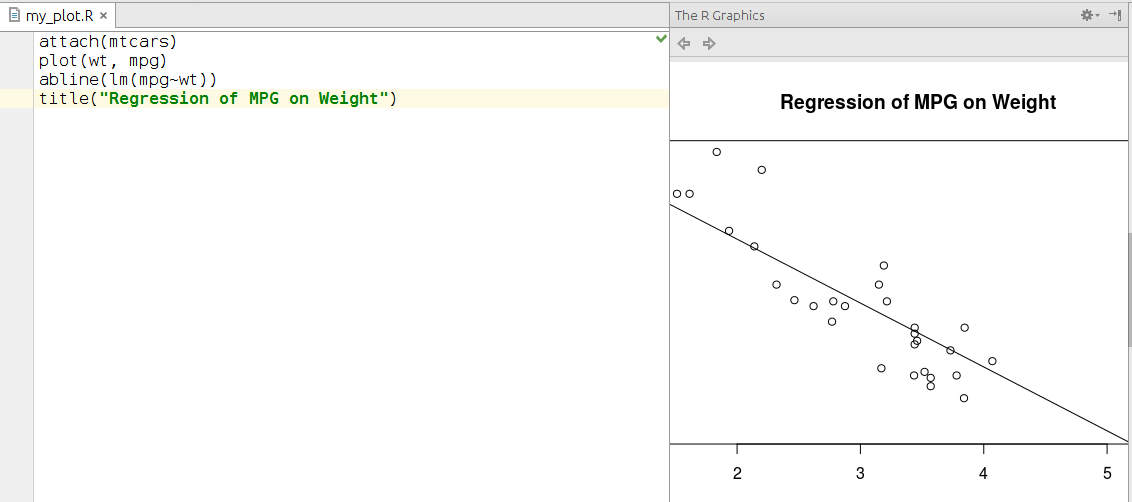 my_plot.R
The R Graphics
attach(mtcars)
plot(wt, mpg)
abline(lm(mpg~wt))
title("Regression of MPG on Weight")
Regression of MPG on Weight
2 3 4 5